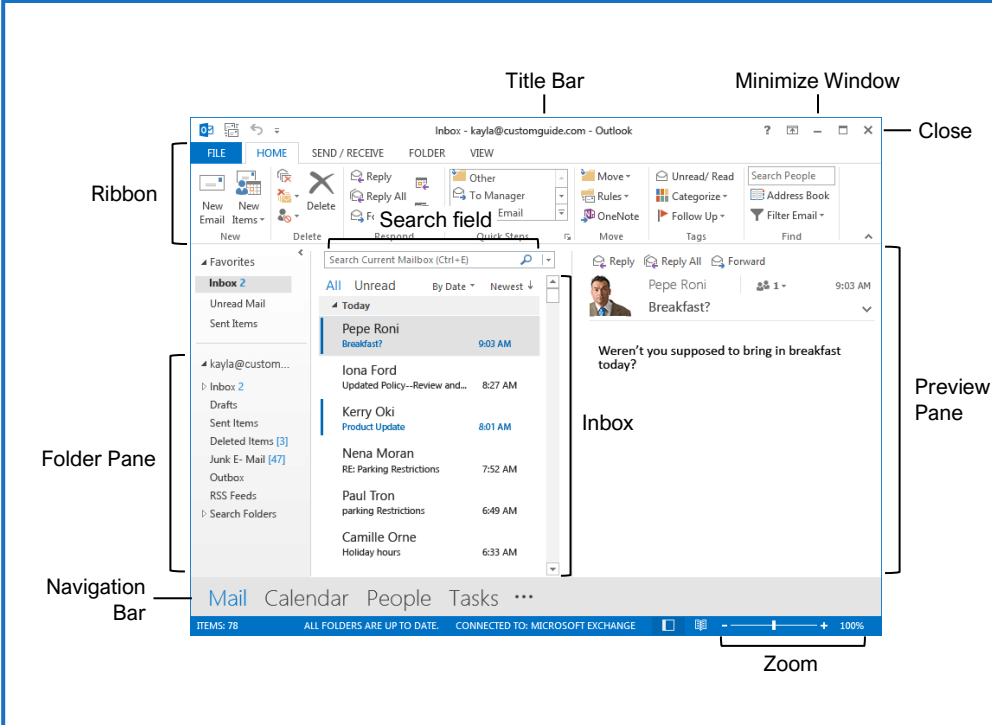 Title Bar
Minimize Window
Inbox - kayla@customguide.com - Outlook
?
Close
FILE HOME SEND / RECEIVE FOLDER VIEW
Ribbon
New Email
New Items
New
Delete
Delete
Reply
Reply All
Respond
Other
To Manager
Email
Quick Steps
Move
Rules
OneNote
Move
Unread/ Read
Categorize
Follow Up
Tags
Search People
Address Book
Filter Email
Find
Search field
Search Current Mailbox (Ctrl+E)
All Unread By Date Newest
Today
Pepe Roni
Breakfast? 9:03 AM
Iona Ford
Updated Policy--Review and... 8:27 AM
Kerry Oki
Product Update 8:01 AM
Nena Moran
RE: Parking Restrictions 7:52 AM
Paul Tron
parking Restrictions 6:49 AM
Camille Orne
Holiday hours 6:33 AM
Favorites
Inbox 2
Unread Mail
Sent Items
kayla@custom...
Inbox 2
Drafts
Sent Items
Deleted Items [3]
Junk E- Mail [47]
Outbox
RSS Feeds
Search Folders
Folder Pane
Inbox
Reply Reply All Forward
Pepe Roni 1 9:03 AM
Breakfast?
Weren't you supposed to bring in breakfast
today?
Preview
Pane
Navigation
Bar
Mail Calendar People Tasks ...
ITEMS: 78 ALL FOLDERS ARE UP TO DATE. CONNECTED TO: MICROSOFT EXCHANGE 100%
Zoom